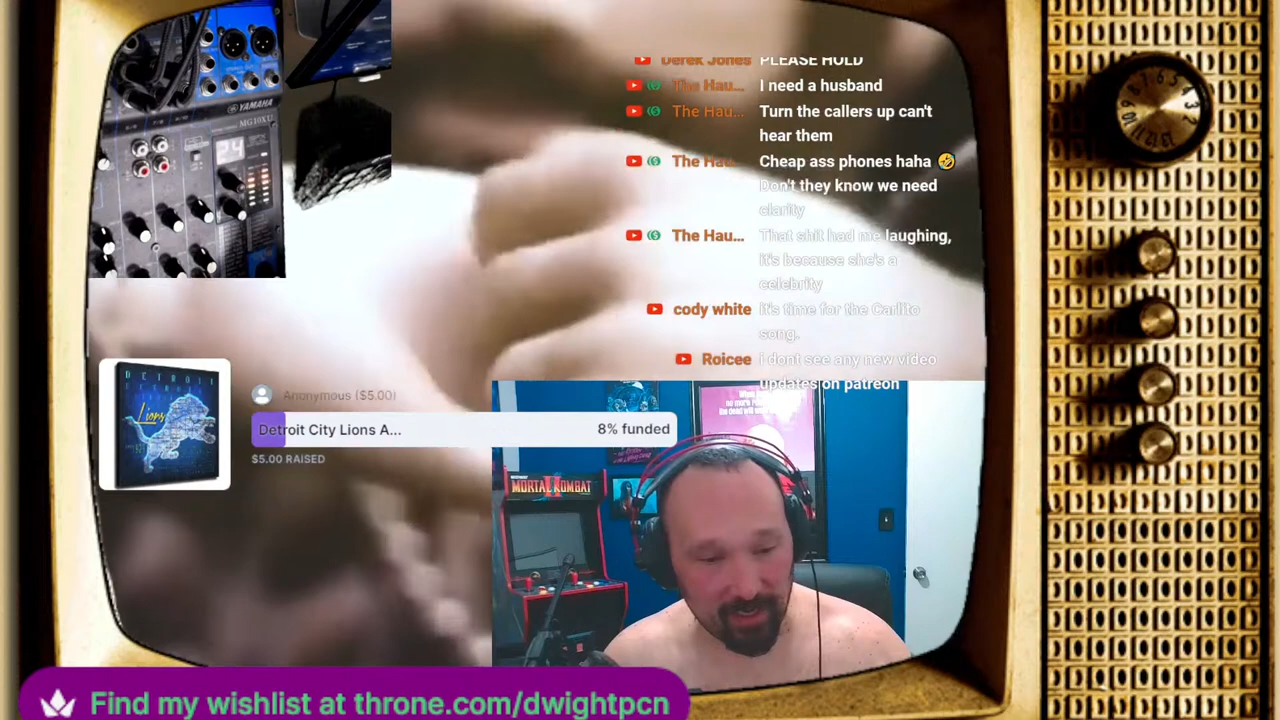 YAMAHA
MG10XU
24
Derek Jones PLEASE HOLD
The Hau... I need a husband
The Hau... Turn the callers up can't
hear them
The Hau... Cheap ass phones haha 🤣
Don't they know we need
clarity
The Hau... That shit had me laughing,
it's because she's a
celebrity
cody white It's time for the Carlito
song.
Roicee i dont see any new video
updates on patreon
DETROIT
Lions
Anonymous ($5.00)
Detroit City Lions A... 8% funded
$5.00 RAISED
MORTAL KOMBAT
II
Find my wishlist at throne.com/dwightpcn